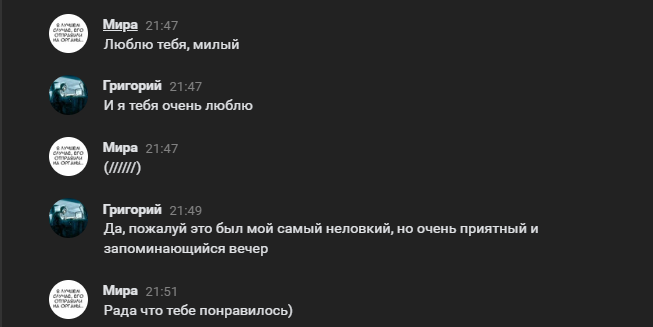 Мира 21:47
Люблю тебя, милый
Григорий 21:47
И я тебя очень люблю
Мира 21:47
(//////)
Григорий 21:49
Да, пожалуй это был мой самый неловкий, но очень приятный и
запоминающийся вечер
Мира 21:51
Рада что тебе понравилось)